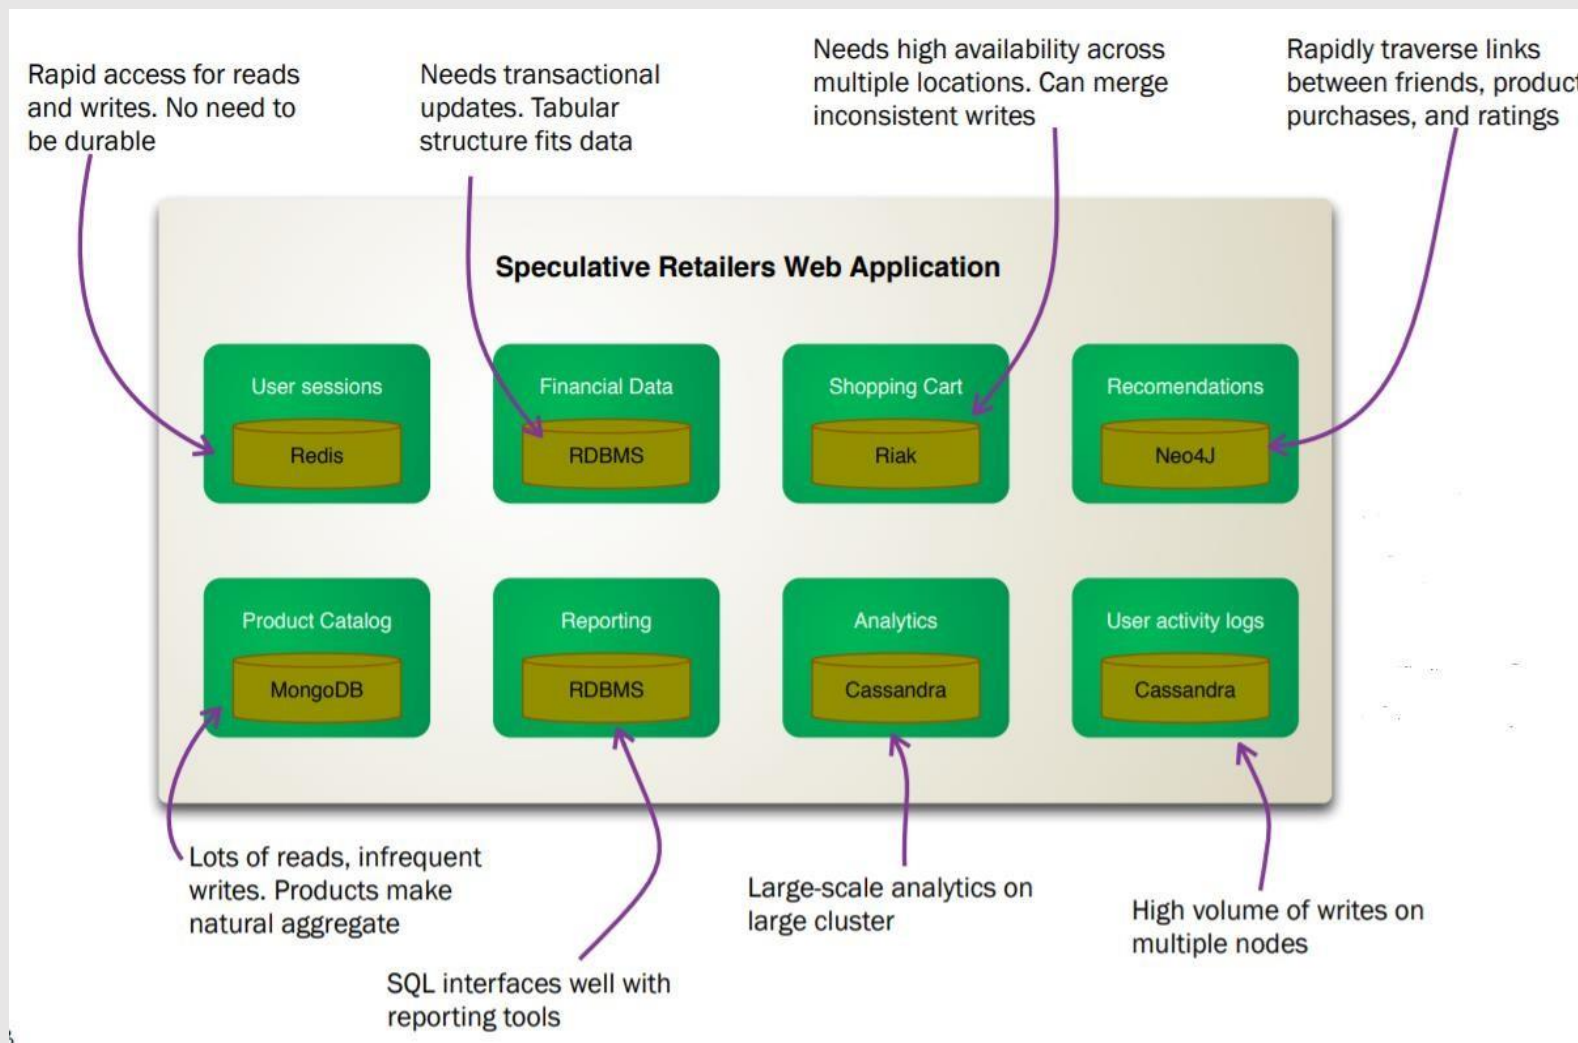 Rapid access for reads
and writes. No need to
be durable
Needs transactional
updates. Tabular
structure fits data
Needs high availability across
multiple locations. Can merge
inconsistent writes
Rapidly traverse links
between friends, product
purchases, and ratings
Speculative Retailers Web Application
User sessions
Redis
Financial Data
RDBMS
Shopping Cart
Riak
Recomendations
Neo4J
Product Catalog
MongoDB
Reporting
RDBMS
Analytics
Cassandra
User activity logs
Cassandra
Lots of reads, infrequent
writes. Products make
natural aggregate
SQL interfaces well with
reporting tools
Large-scale analytics on
large cluster
High volume of writes on
multiple nodes